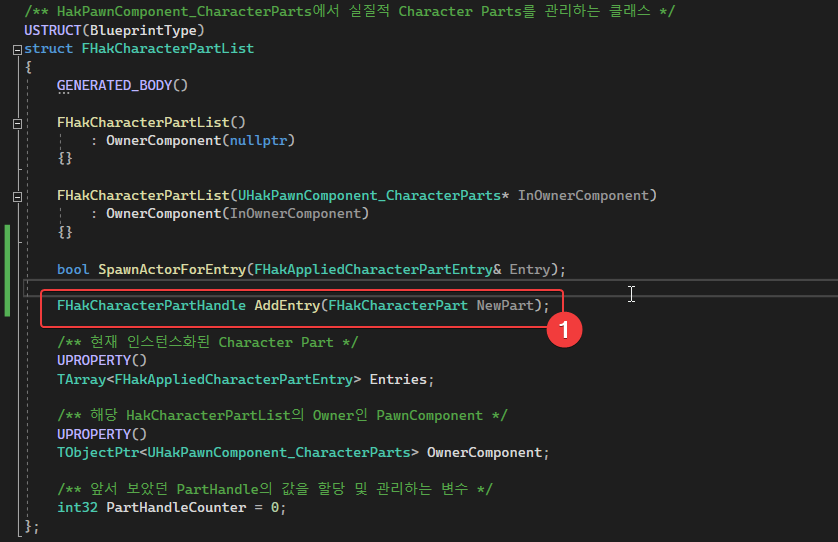 /** HakPawnComponent_CharacterParts에서 실질적 Character Parts를 관리하는 클래스 */
USTRUCT(BlueprintType)
struct FHakCharacterPartList
{
GENERATED_BODY()
FHakCharacterPartList()
: OwnerComponent(nullptr)
{}
FHakCharacterPartList(UHakPawnComponent_CharacterParts* InOwnerComponent)
: OwnerComponent(InOwnerComponent)
{}
bool SpawnActorForEntry(FHakAppliedCharacterPartEntry& Entry);
FHakCharacterPartHandle AddEntry(FHakCharacterPart NewPart);
1
/** 현재 인스턴스화된 Character Part */
UPROPERTY()
TArray<FHakAppliedCharacterPartEntry> Entries;
/** 해당 HakCharacterPartList의 Owner인 PawnComponent */
UPROPERTY()
TObjectPtr<UHakPawnComponent_CharacterParts> OwnerComponent;
/** 앞서 보았던 PartHandle의 값을 할당 및 관리하는 변수 */
int32 PartHandleCounter = 0;
};